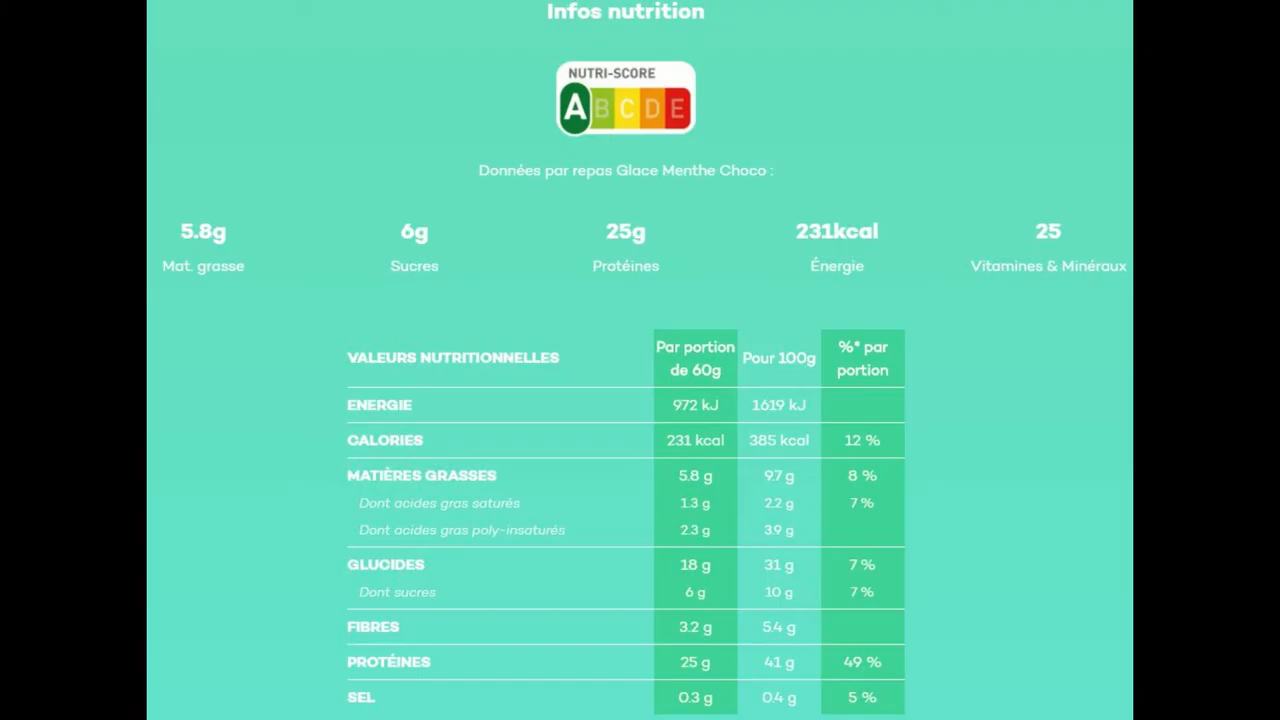 Infos nutrition
NUTRI-SCORE
A B C D E
Données par repas Glace Menthe Choco :
5.8g 6g 25g 231kcal 25
Mat. grasse Sucres Protéines Énergie Vitamines & Minéraux
VALEURS NUTRITIONNELLES Par portion de 60g Pour 100g %* par portion
ENERGIE 972 kJ 1619 kJ
CALORIES 231 kcal 385 kcal 12 %
MATIÈRES GRASSES 5.8 g 9.7 g 8 %
Dont acides gras saturés 1.3 g 2.2 g 7 %
Dont acides gras poly-insaturés 2.3 g 3.9 g
GLUCIDES 18 g 31 g 7 %
Dont sucres 6 g 10 g 7 %
FIBRES 3.2 g 5.4 g
PROTÉINES 25 g 41 g 49 %
SEL 0.3 g 0.4 g 5 %